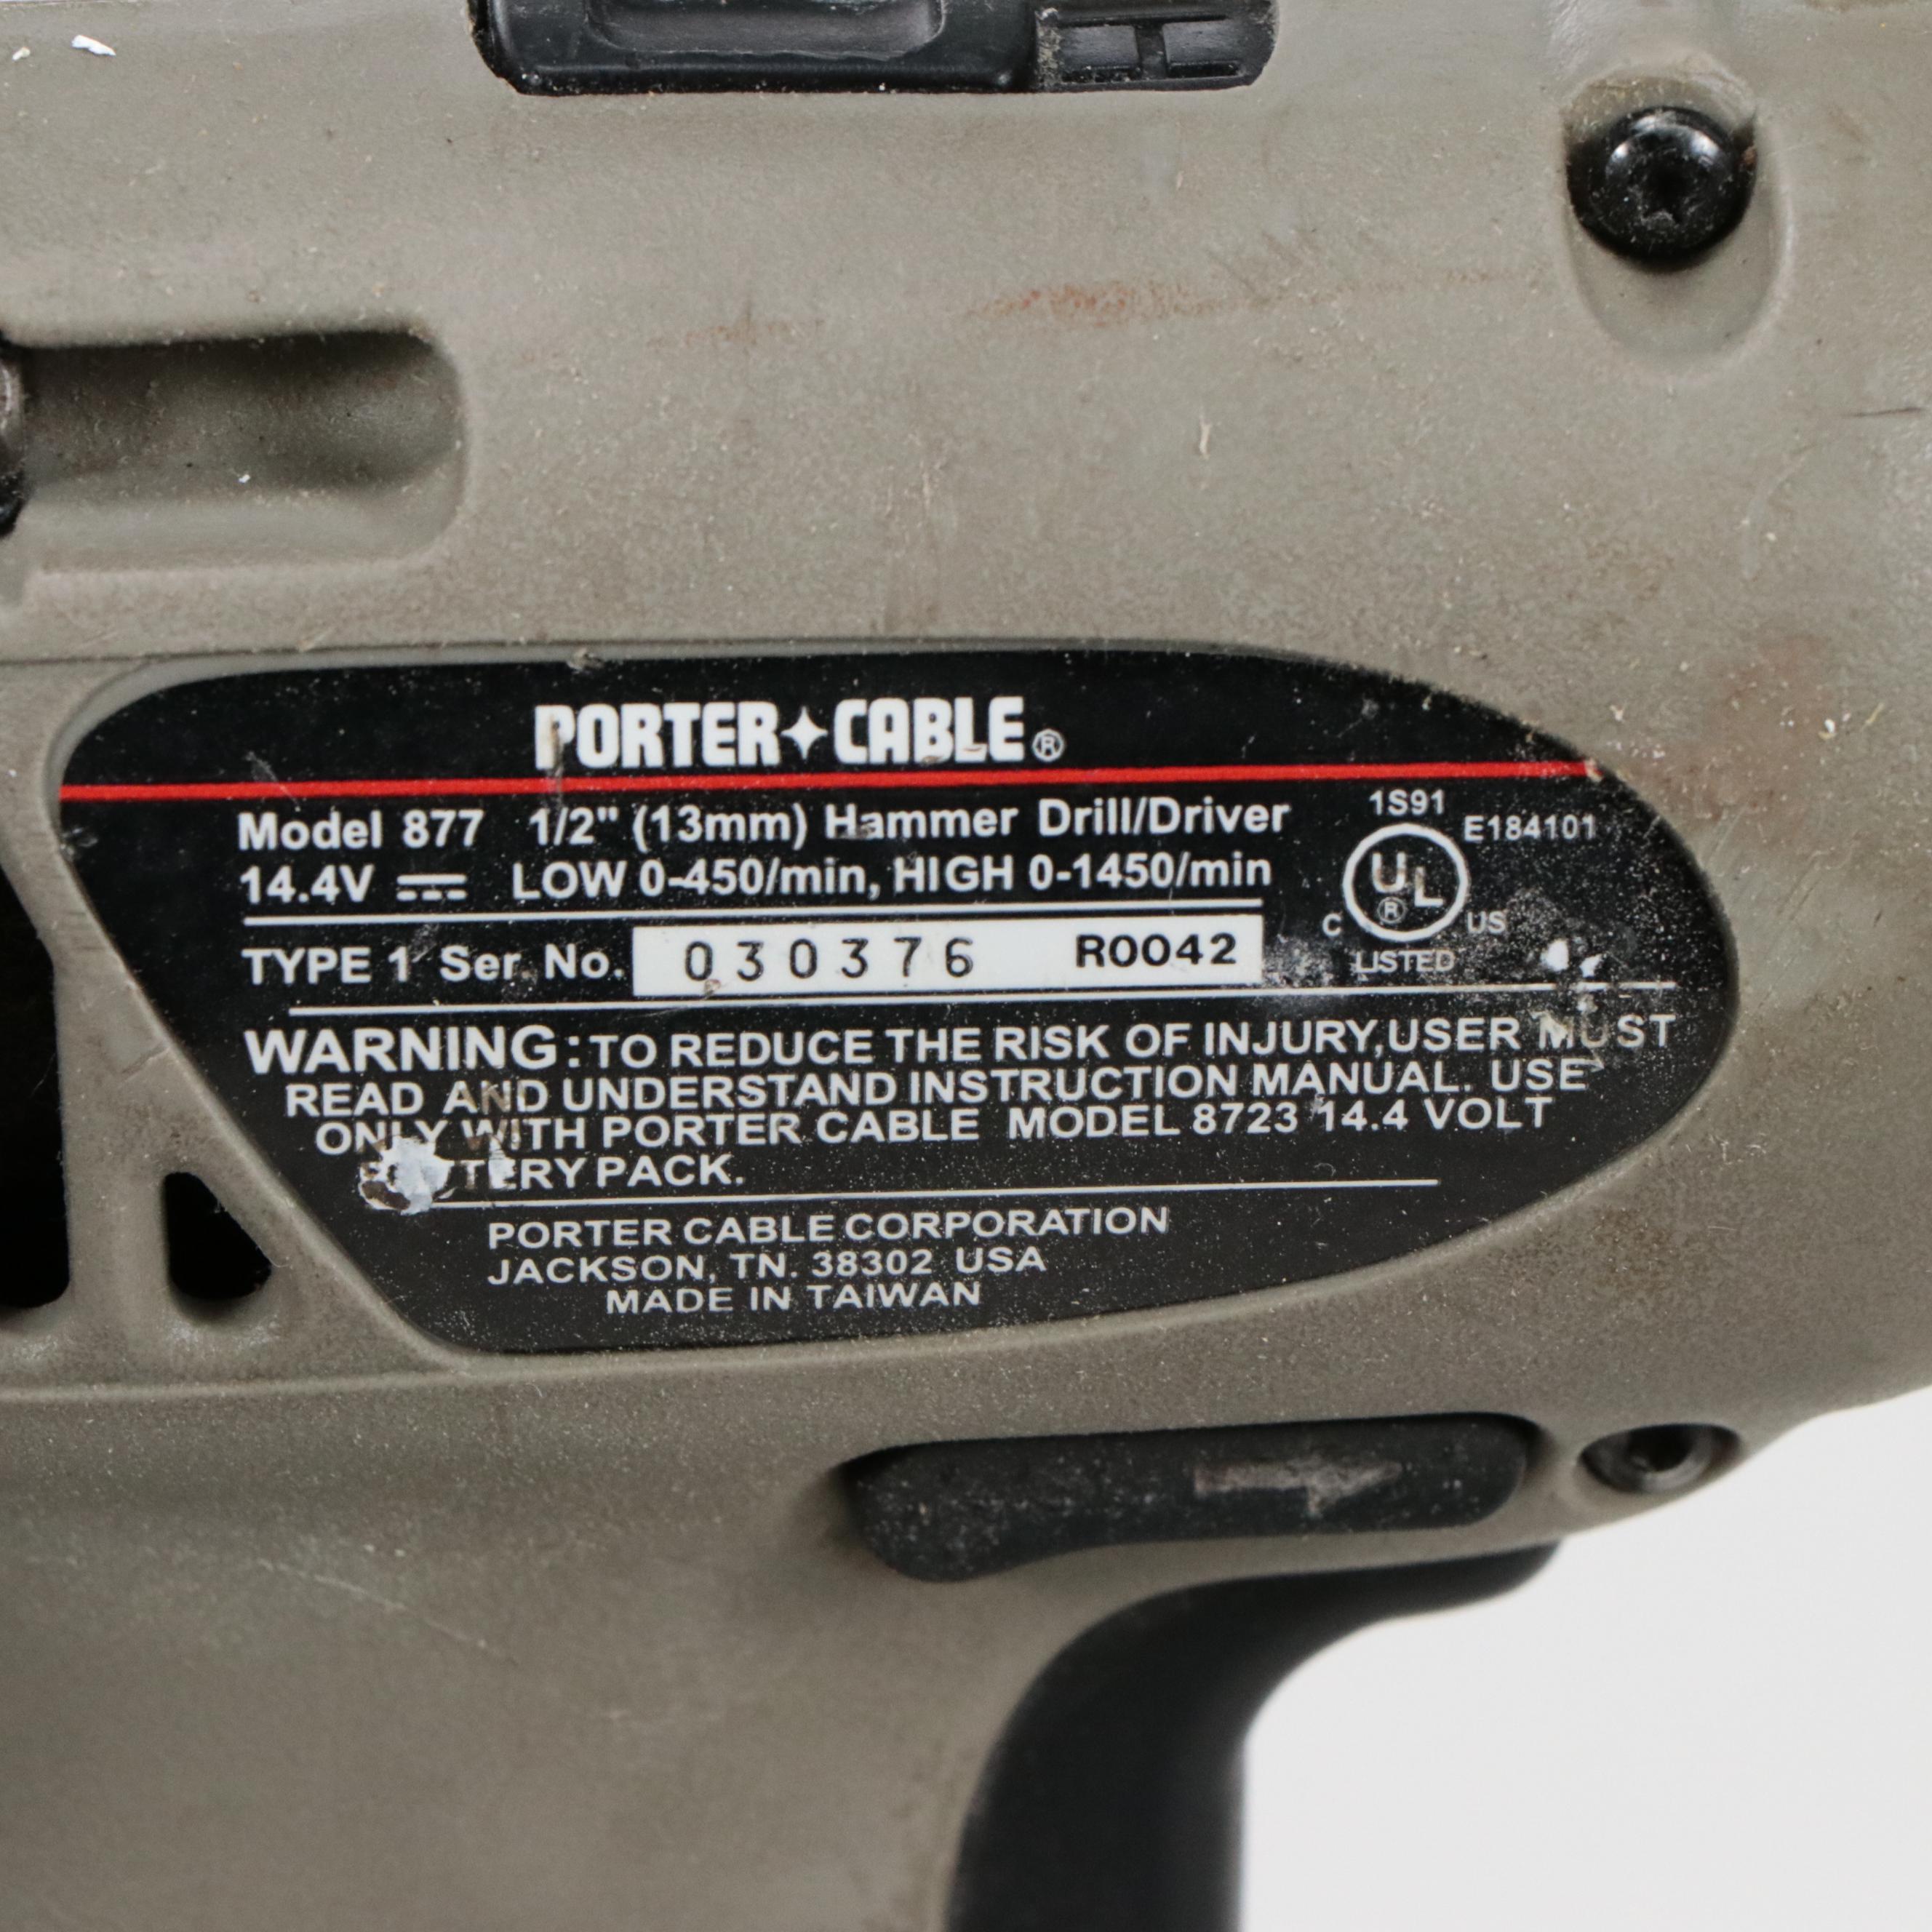 PORTER✦CABLE®
Model 877 1/2" (13mm) Hammer Drill/Driver
14.4V ⎓ LOW 0-450/min, HIGH 0-1450/min
1S91
E184101
C UL® US
LISTED
TYPE 1 Ser. No. 030376 R0042
WARNING: TO REDUCE THE RISK OF INJURY,USER MUST
READ AND UNDERSTAND INSTRUCTION MANUAL. USE
ONLY WITH PORTER CABLE MODEL 8723 14.4 VOLT
BATTERY PACK.
PORTER CABLE CORPORATION
JACKSON, TN. 38302 USA
MADE IN TAIWAN